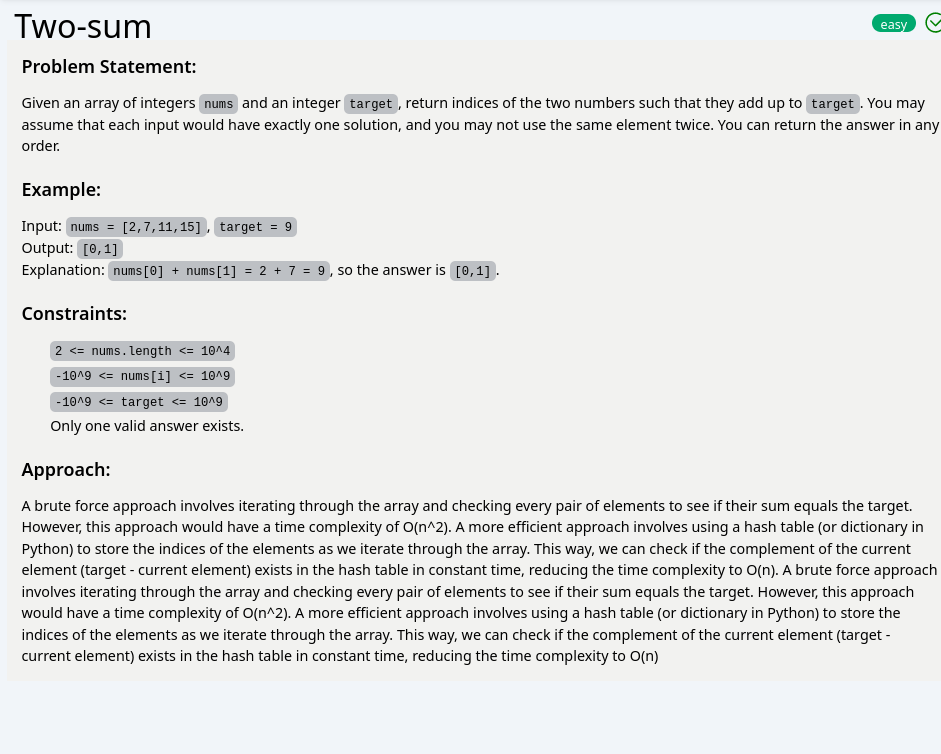 Two-sum
easy
Problem Statement:
Given an array of integers nums and an integer target, return indices of the two numbers such that they add up to target. You may
assume that each input would have exactly one solution, and you may not use the same element twice. You can return the answer in any
order.
Example:
Input: nums = [2,7,11,15], target = 9
Output: [0,1]
Explanation: nums[0] + nums[1] = 2 + 7 = 9, so the answer is [0,1].
Constraints:
2 <= nums.length <= 10^4
-10^9 <= nums[i] <= 10^9
-10^9 <= target <= 10^9
Only one valid answer exists.
Approach:
A brute force approach involves iterating through the array and checking every pair of elements to see if their sum equals the target.
However, this approach would have a time complexity of O(n^2). A more efficient approach involves using a hash table (or dictionary in
Python) to store the indices of the elements as we iterate through the array. This way, we can check if the complement of the current
element (target - current element) exists in the hash table in constant time, reducing the time complexity to O(n). A brute force approach
involves iterating through the array and checking every pair of elements to see if their sum equals the target. However, this approach
would have a time complexity of O(n^2). A more efficient approach involves using a hash table (or dictionary in Python) to store the
indices of the elements as we iterate through the array. This way, we can check if the complement of the current element (target -
current element) exists in the hash table in constant time, reducing the time complexity to O(n)